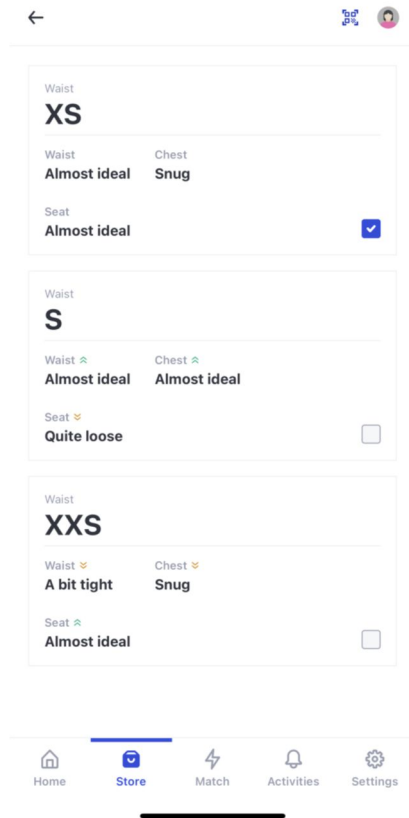 Waist
XS
Waist Chest
Almost ideal Snug
Seat
Almost ideal
Waist
S
Waist Chest
Almost ideal Almost ideal
Seat
Quite loose
Waist
XXS
Waist Chest
A bit tight Snug
Seat
Almost ideal
Home Store Match Activities Settings